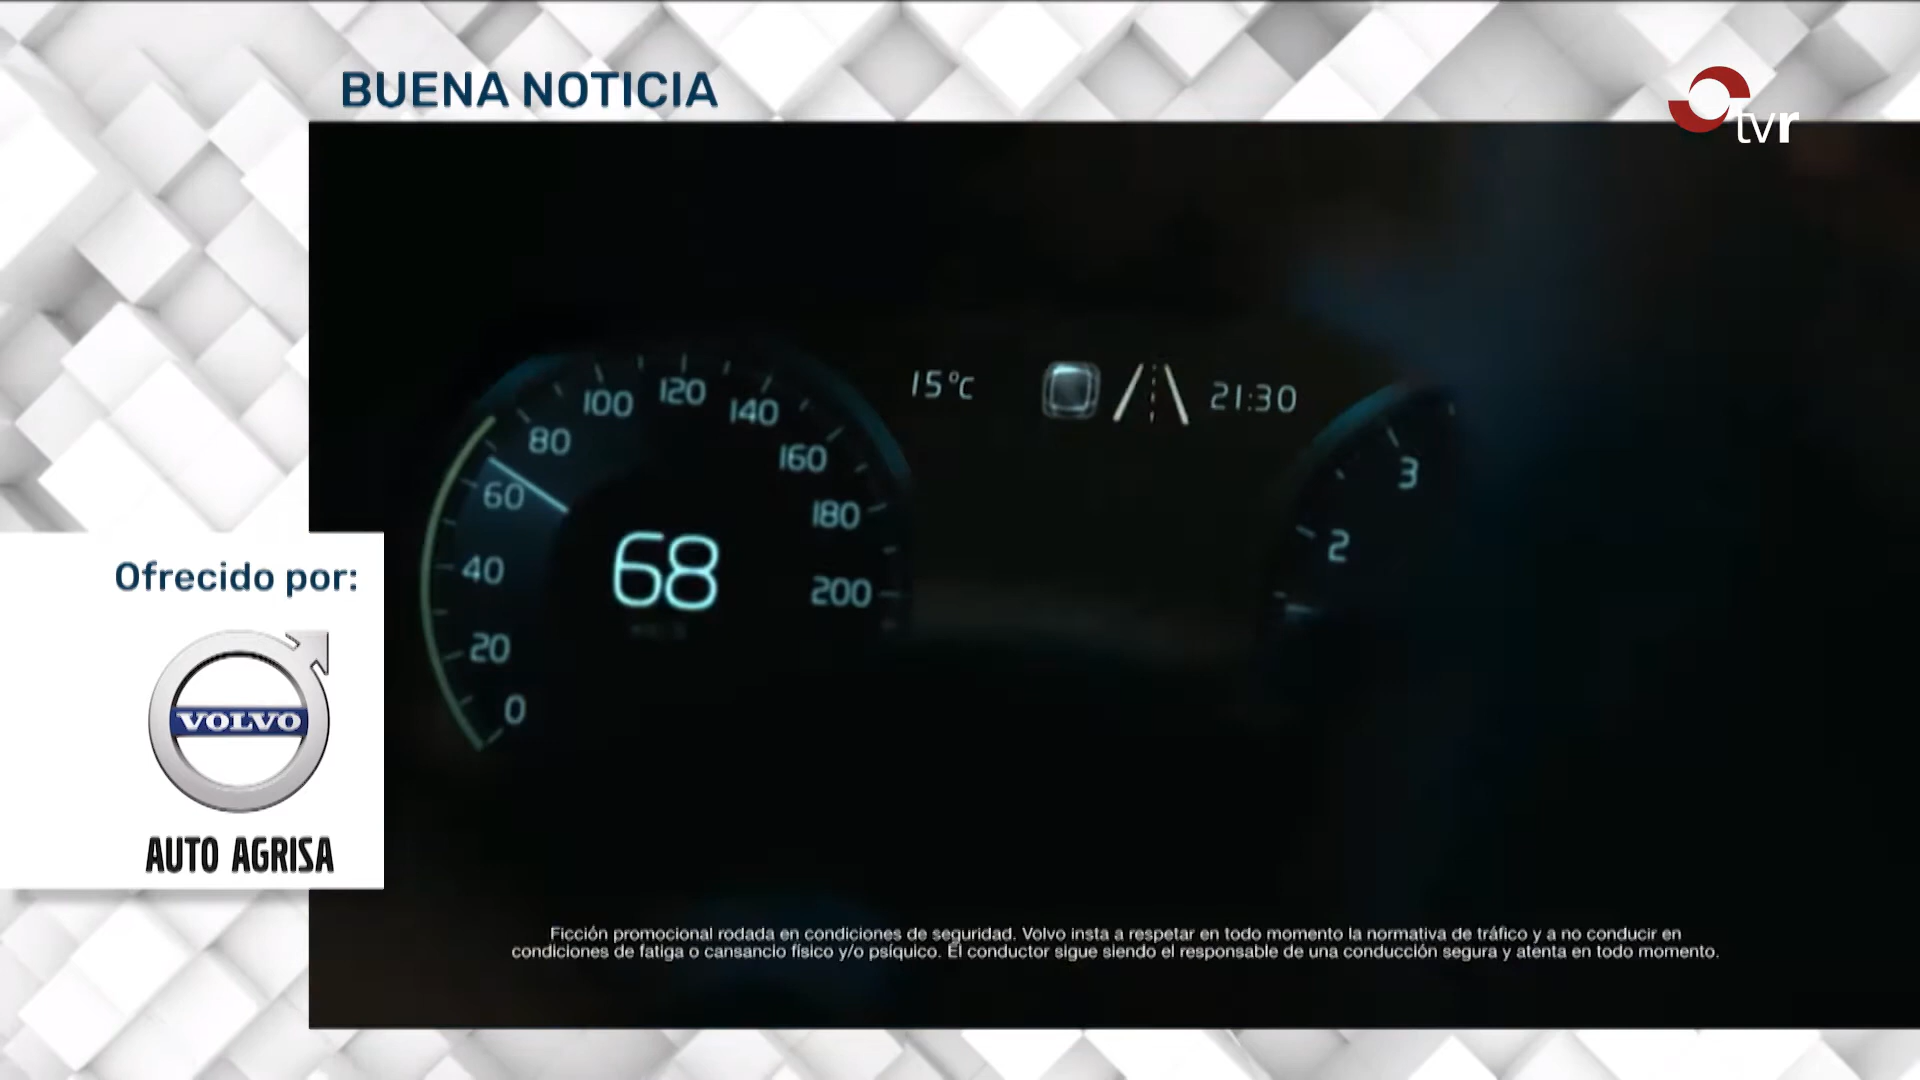 BUENA NOTICIA
tvr
15°C
21:30
0
20
40
60
80
100
120
140
160
180
200
68
2
3
Ofrecido por:
VOLVO
AUTO AGRISA
Ficción promocional rodada en condiciones de seguridad. Volvo insta a respetar en todo momento la normativa de tráfico y a no conducir en
condiciones de fatiga o cansancio físico y/o psíquico. El conductor sigue siendo el responsable de una conducción segura y atenta en todo momento.